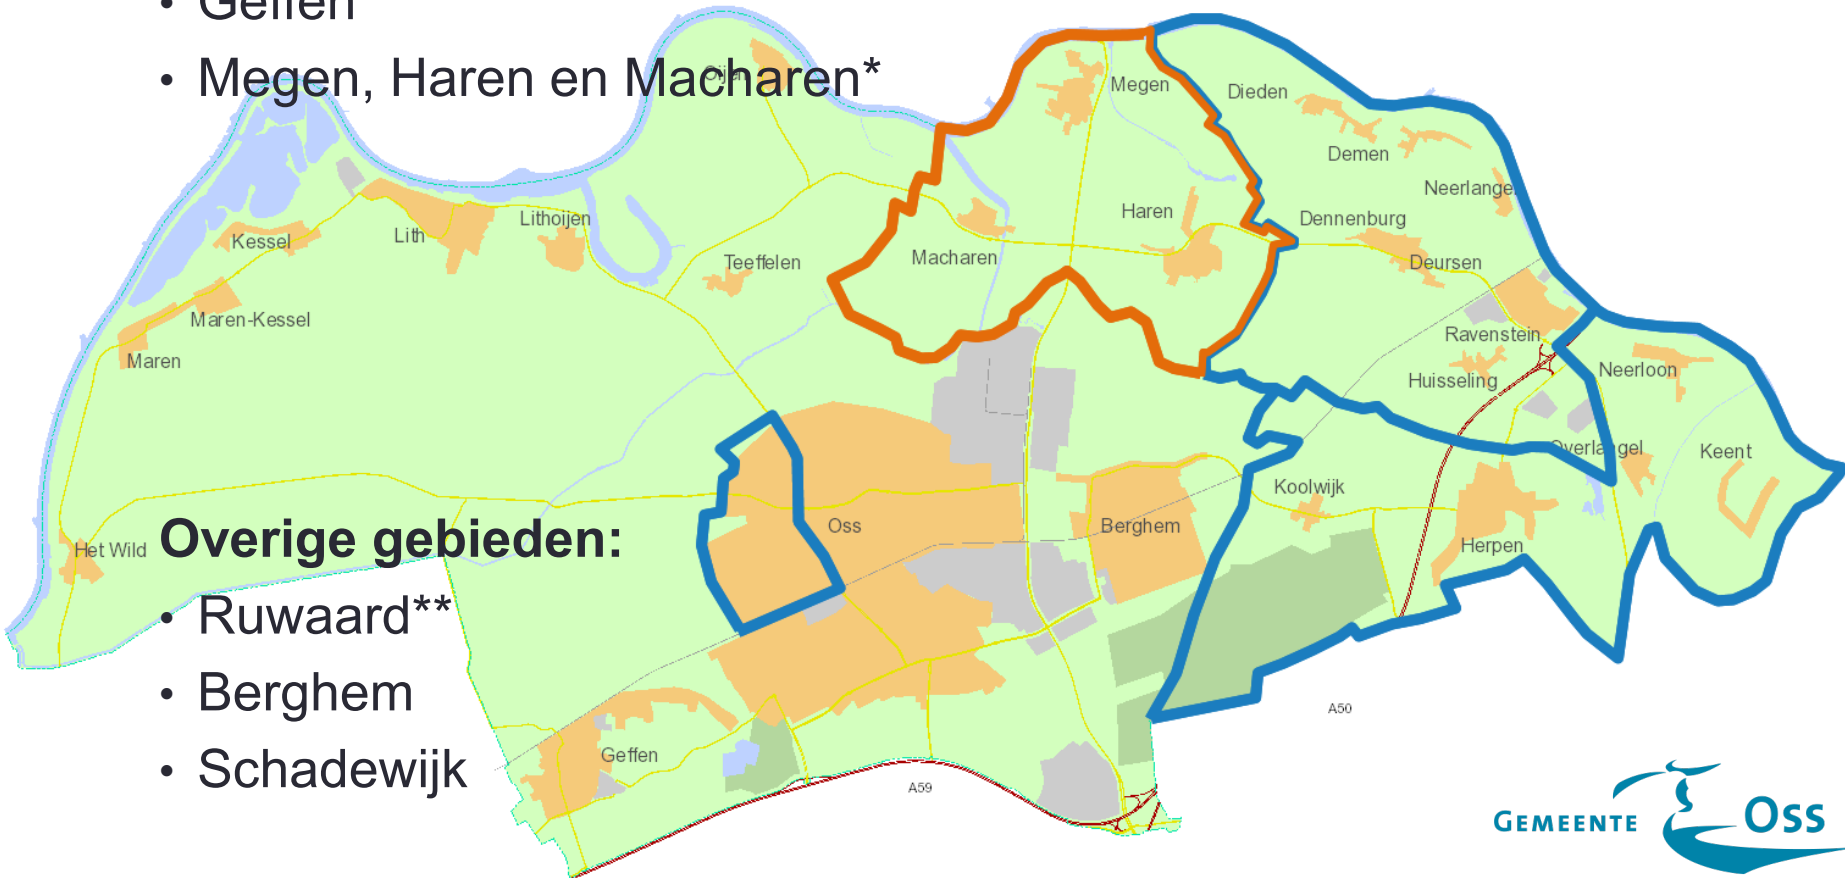 • Geffen
• Megen, Haren en Macharen*
Oijen
Megen
Dieden
Demen
Neerlangel
Haren
Dennenburg
Kessel
Lith
Lithoijen
Teeffelen
Macharen
Deursen
Maren-Kessel
Maren
Ravenstein
Huisseling
Neerloon
Overlangel
Keent
Koolwijk
Oss
Berghem
Herpen
Het Wild
Overige gebieden:
• Ruwaard**
• Berghem
• Schadewijk
Geffen
A59
A50
GEMEENTE OSS